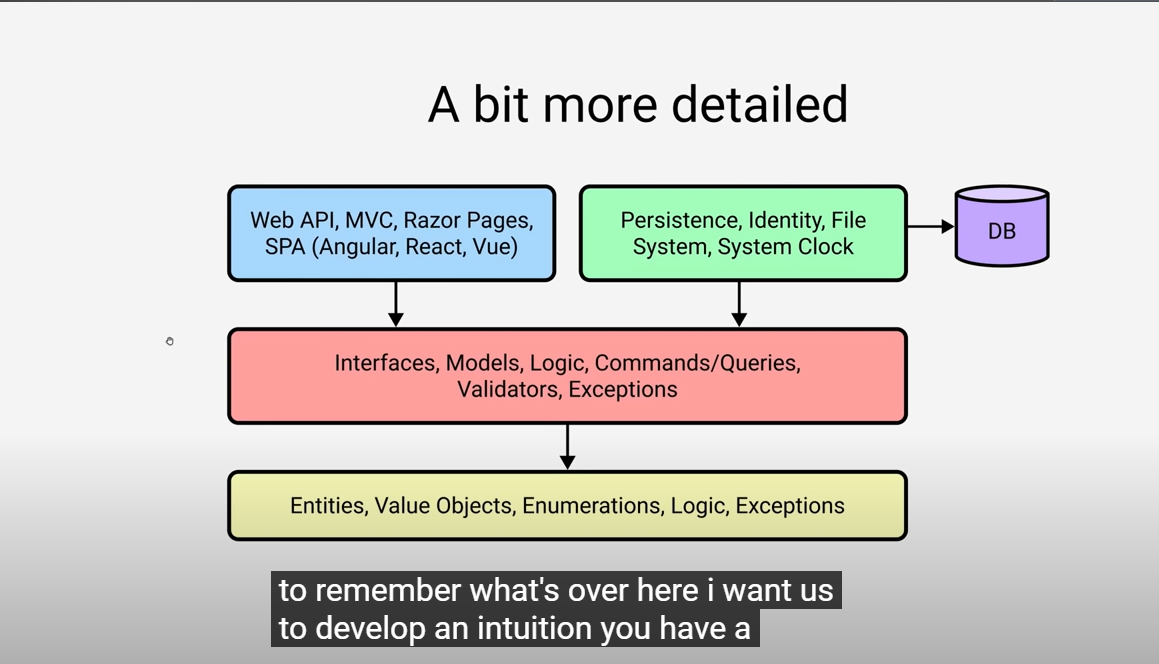 A bit more detailed
Web API, MVC, Razor Pages,
SPA (Angular, React, Vue)
Persistence, Identity, File
System, System Clock
DB
Interfaces, Models, Logic, Commands/Queries,
Validators, Exceptions
Entities, Value Objects, Enumerations, Logic, Exceptions
to remember what's over here i want us
to develop an intuition you have a